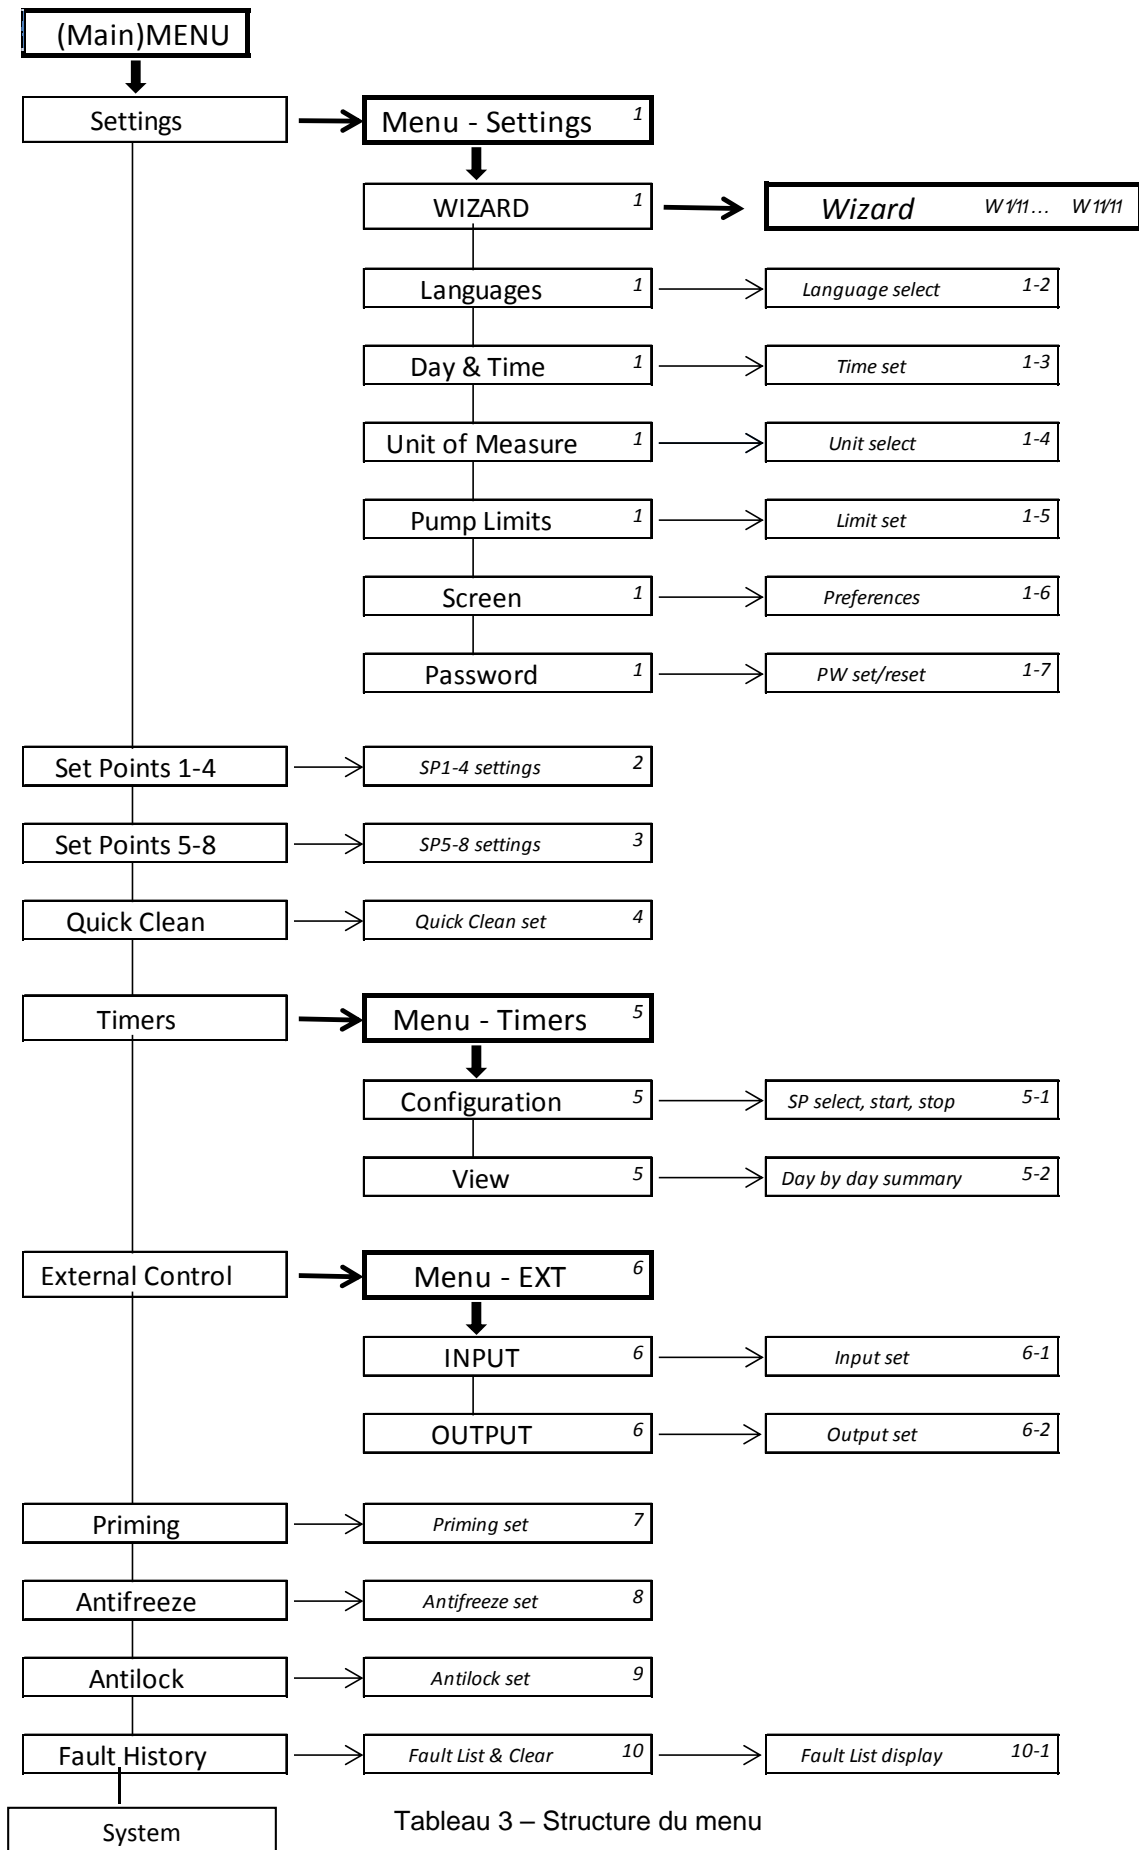 (Main)MENU
Settings
Menu - Settings 1
WIZARD 1
Wizard W1/11... W11/11
Languages 1
Language select 1-2
Day & Time 1
Time set 1-3
Unit of Measure 1
Unit select 1-4
Pump Limits 1
Limit set 1-5
Screen 1
Preferences 1-6
Password 1
PW set/reset 1-7
Set Points 1-4
SP1-4 settings 2
Set Points 5-8
SP5-8 settings 3
Quick Clean
Quick Clean set 4
Timers
Menu - Timers 5
Configuration 5
SP select, start, stop 5-1
View 5
Day by day summary 5-2
External Control
Menu - EXT 6
INPUT 6
Input set 6-1
OUTPUT 6
Output set 6-2
Priming
Priming set 7
Antifreeze
Antifreeze set 8
Antilock
Antilock set 9
Fault History
Fault List & Clear 10
Fault List display 10-1
System
Tableau 3 – Structure du menu